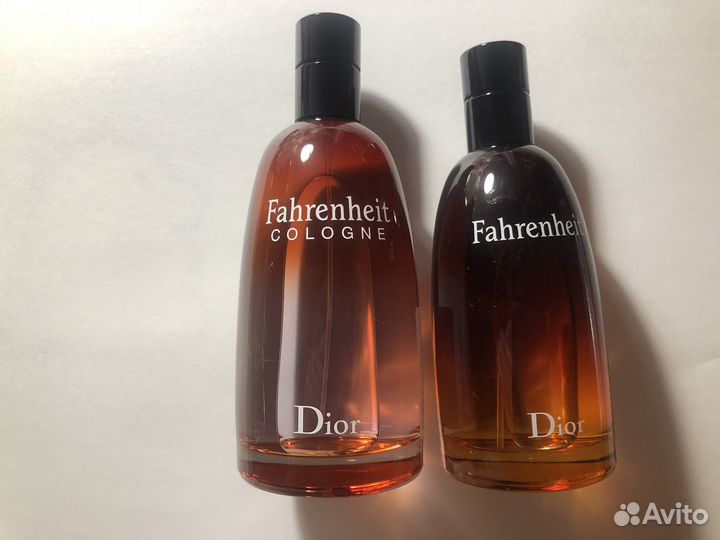 Fahrenheit
COLOGNE
Dior
Fahrenheit
Dior
Avito